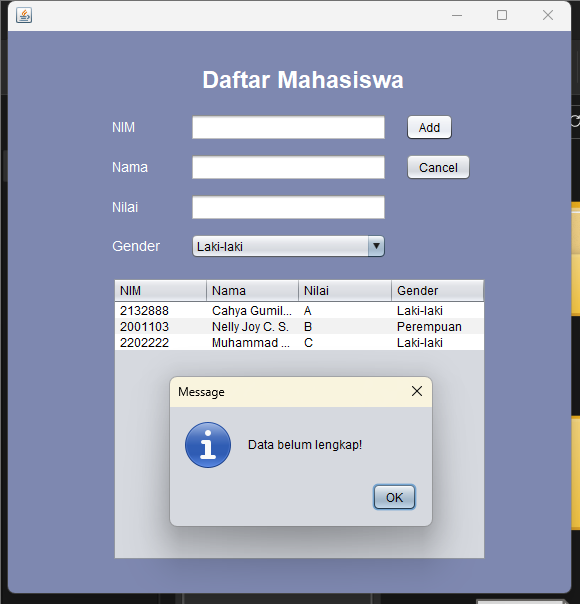 Daftar Mahasiswa
NIM
Add
Nama
Cancel
Nilai
Gender Laki-laki
NIM Nama Nilai Gender
2132888 Cahya Gumil... A Laki-laki
2001103 Nelly Joy C. S. B Perempuan
2202222 Muhammad ... C Laki-laki
Message
Data belum lengkap!
OK